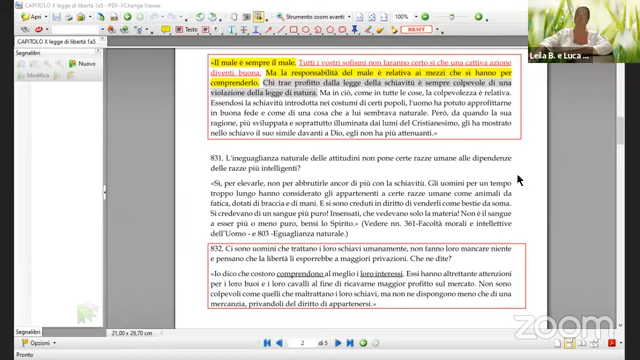 CAPITOLO X legge di libertà 1a5 - PDF-XChange Viewer
Strumento zoom avanti
100%
Leila B. e Luca ...
DRAFT
Segnalibri
Nuovo
Modifica
CAPITOLO X legge di libertà 1a5
«Il male è sempre il male. Tutti i vostri sofismi non faranno certo sì che una cattiva azione
diventi buona. Ma la responsabilità del male è relativa ai mezzi che si hanno per
comprenderlo. Chi trae profitto dalla legge della schiavitù è sempre colpevole di una
violazione della legge di natura. Ma in ciò, come in tutte le cose, la colpevolezza è relativa.
Essendosi la schiavitù introdotta nei costumi di certi popoli, l'uomo ha potuto approfittarne
in buona fede e come di una cosa che a lui sembrava naturale. Però, da quando la sua
ragione, più sviluppata e soprattutto illuminata dai lumi del Cristianesimo, gli ha mostrato
nello schiavo il suo simile davanti a Dio, egli non ha più attenuanti.»
831. L'ineguaglianza naturale delle attitudini non pone certe razze umane alle dipendenze
delle razze più intelligenti?
«Sì, per elevarle, non per abbrutirle ancor di più con la schiavitù. Gli uomini per un tempo
troppo lungo hanno considerato gli appartenenti a certe razze umane come animali da
fatica, dotati di braccia e di mani. E si sono creduti in diritto di venderli come bestie da soma.
Si credevano di un sangue più puro! Insensati, che vedevano solo la materia! Non è il sangue
a esser più o meno puro, bensì lo Spirito.» (Vedere nn. 361-Facoltà morali e intellettive
dell'Uomo - e 803-Eguaglianza naturale.)
832. Ci sono uomini che trattano i loro schiavi umanamente, non fanno loro mancare niente
e pensano che la libertà li esporrebbe a maggiori privazioni. Che ne dite?
«Io dico che costoro comprendono al meglio i loro interessi. Essi hanno altrettante attenzioni
per i loro buoi e i loro cavalli al fine di ricavarne maggior profitto sul mercato. Non sono
colpevoli come quelli che maltrattano i loro schiavi, ma non ne dispongono meno che di una
mercanzia, privandoli del diritto di appartenersi.»
Segnalibri
21,00 x 29,70 cm
Opzioni
2
di 5
Pronto
zoom